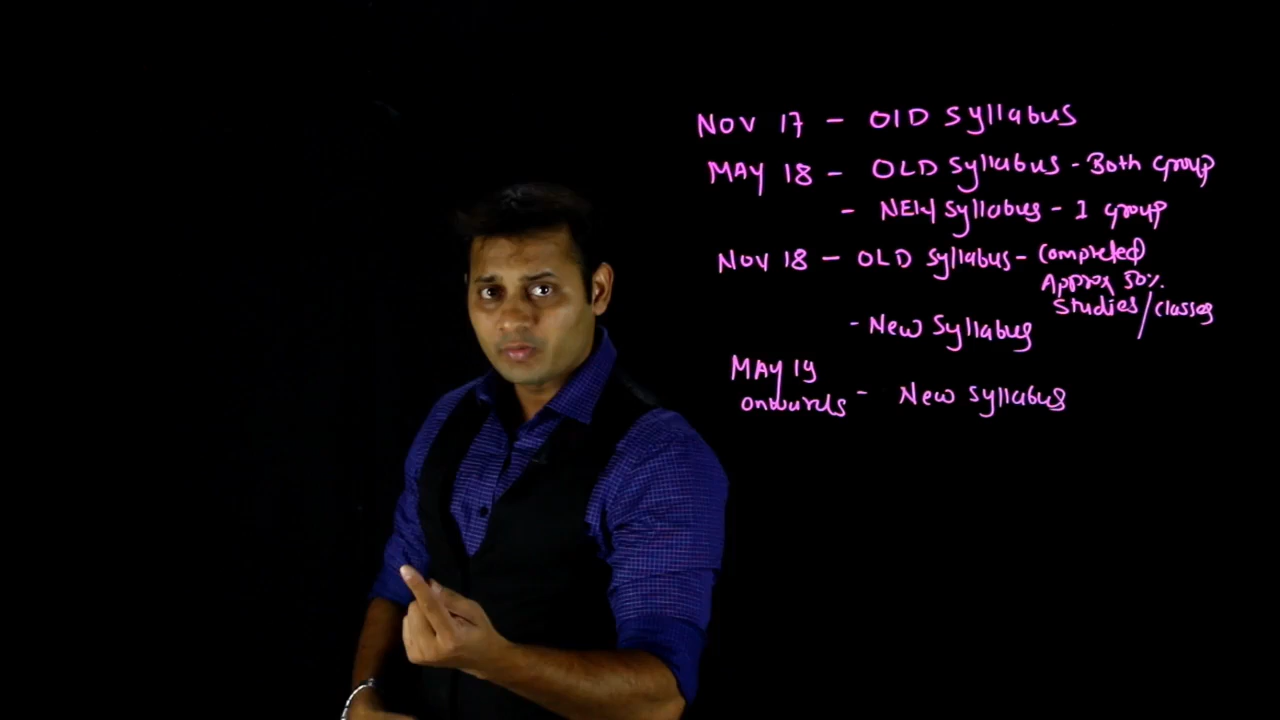 NOV 17 - OLD Syllabus
MAY 18 - OLD Syllabus - Both group
- NEW Syllabus - 1 group
NOV 18 - OLD Syllabus - Completed
Approx 50%
Studies/Classes
- New Syllabus
MAY 19
onwards - New Syllabus